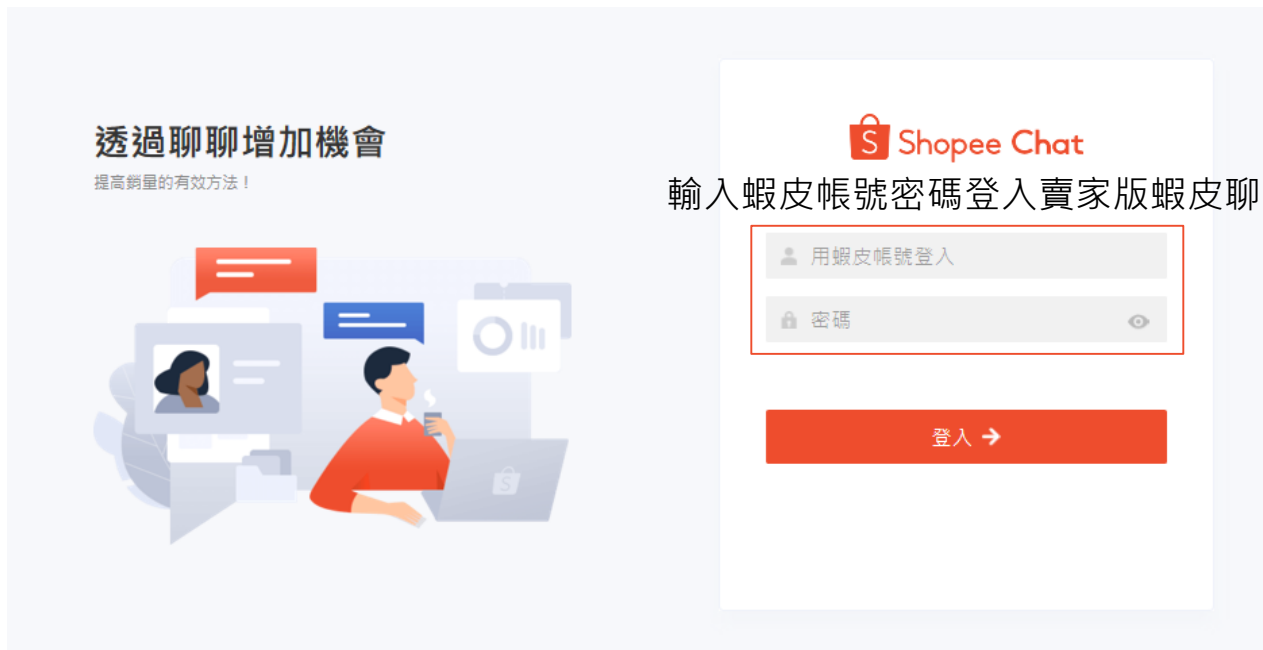 透過聊聊增加機會
提高銷量的有效方法！
S Shopee Chat
輸入蝦皮帳號密碼登入賣家版蝦皮聊
用蝦皮帳號登入
密碼
登入 →
S